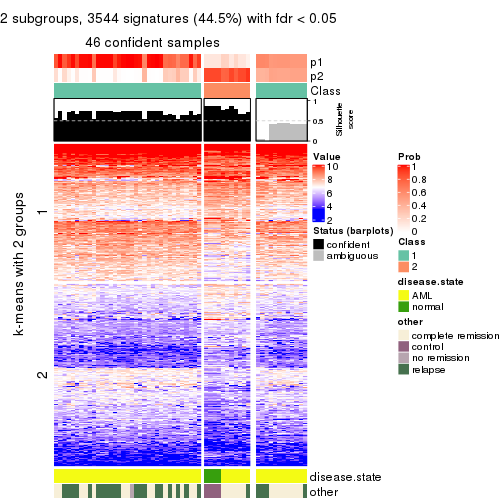 2 subgroups, 3544 signatures (44.5%) with fdr < 0.05
46 confident samples
p1
p2
Class
1
0.5
0
Silhouette
score
k-means with 2 groups
1
2
Value
10
8
6
4
2
Prob
1
0.8
0.6
0.4
0.2
0
Status (barplots)
confident
ambiguous
Class
1
2
disease.state
AML
normal
other
complete remission
control
no remission
relapse
disease.state
other